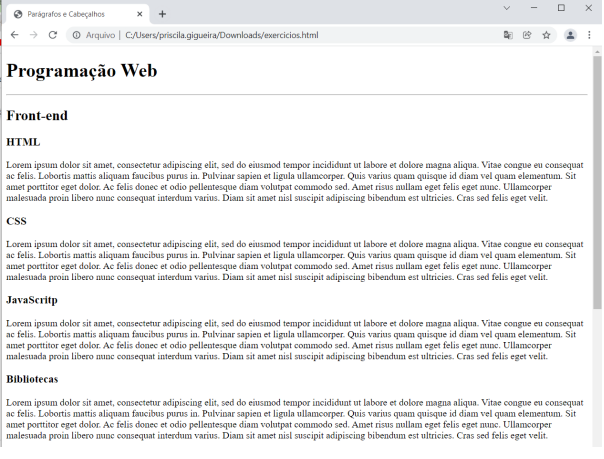 Parágrafos e Cabeçalhos
Arquivo | C:/Users/priscila.gigueira/Downloads/exercicios.html
Programação Web
Front-end
HTML
Lorem ipsum dolor sit amet, consectetur adipiscing elit, sed do eiusmod tempor incididunt ut labore et dolore magna aliqua. Vitae congue eu consequat
ac felis. Lobortis mattis aliquam faucibus purus in. Pulvinar sapien et ligula ullamcorper. Quis varius quam quisque id diam vel quam elementum. Sit
amet porttitor eget dolor. Ac felis donec et odio pellentesque diam volutpat commodo sed. Amet risus nullam eget felis eget nunc. Ullamcorper
malesuada proin libero nunc consequat interdum varius. Diam sit amet nisl suscipit adipiscing bibendum est ultricies. Cras sed felis eget velit.
CSS
Lorem ipsum dolor sit amet, consectetur adipiscing elit, sed do eiusmod tempor incididunt ut labore et dolore magna aliqua. Vitae congue eu consequat
ac felis. Lobortis mattis aliquam faucibus purus in. Pulvinar sapien et ligula ullamcorper. Quis varius quam quisque id diam vel quam elementum. Sit
amet porttitor eget dolor. Ac felis donec et odio pellentesque diam volutpat commodo sed. Amet risus nullam eget felis eget nunc. Ullamcorper
malesuada proin libero nunc consequat interdum varius. Diam sit amet nisl suscipit adipiscing bibendum est ultricies. Cras sed felis eget velit.
JavaScritp
Lorem ipsum dolor sit amet, consectetur adipiscing elit, sed do eiusmod tempor incididunt ut labore et dolore magna aliqua. Vitae congue eu consequat
ac felis. Lobortis mattis aliquam faucibus purus in. Pulvinar sapien et ligula ullamcorper. Quis varius quam quisque id diam vel quam elementum. Sit
amet porttitor eget dolor. Ac felis donec et odio pellentesque diam volutpat commodo sed. Amet risus nullam eget felis eget nunc. Ullamcorper
malesuada proin libero nunc consequat interdum varius. Diam sit amet nisl suscipit adipiscing bibendum est ultricies. Cras sed felis eget velit.
Bibliotecas
Lorem ipsum dolor sit amet, consectetur adipiscing elit, sed do eiusmod tempor incididunt ut labore et dolore magna aliqua. Vitae congue eu consequat
ac felis. Lobortis mattis aliquam faucibus purus in. Pulvinar sapien et ligula ullamcorper. Quis varius quam quisque id diam vel quam elementum. Sit
amet porttitor eget dolor. Ac felis donec et odio pellentesque diam volutpat commodo sed. Amet risus nullam eget felis eget nunc. Ullamcorper
malesuada proin libero nunc consequat interdum varius. Diam sit amet nisl suscipit adipiscing bibendum est ultricies. Cras sed felis eget velit.